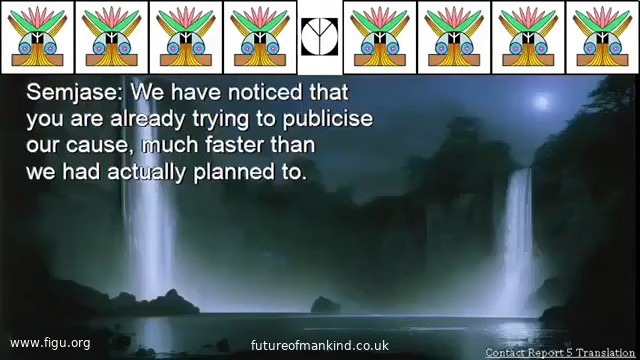 Semjase: We have noticed that
you are already trying to publicise
our cause, much faster than
we had actually planned to.
www.figu.org
futureofmankind.co.uk
Contact Report 5 Translation